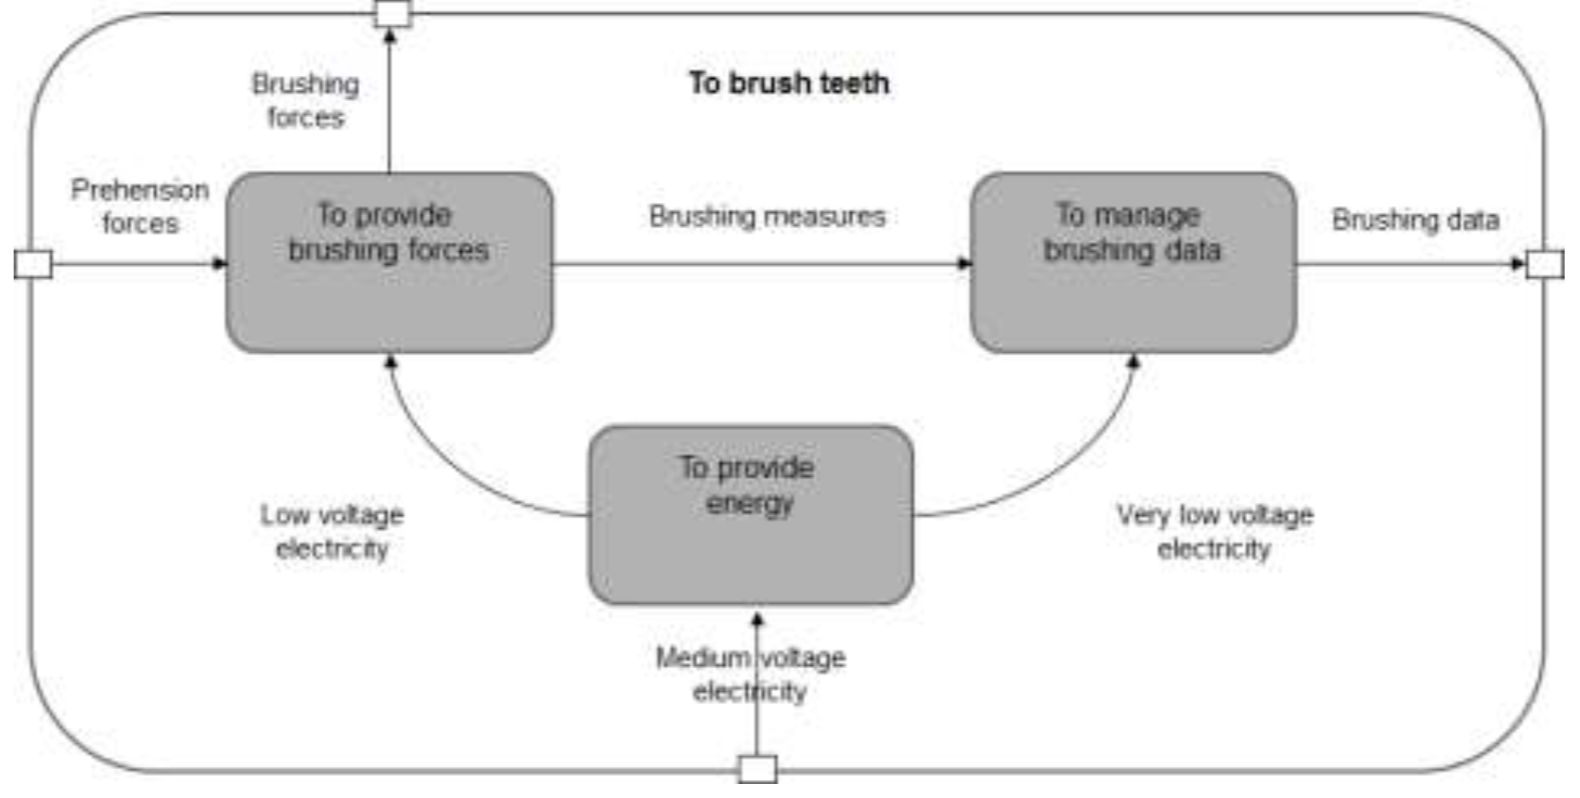 To brush teeth
Brushing
forces
Prehension
forces
To provide
brushing forces
Brushing measures
To manage
brushing data
Brushing data
To provide
energy
Low voltage
electricity
Very low voltage
electricity
Medium voltage
electricity